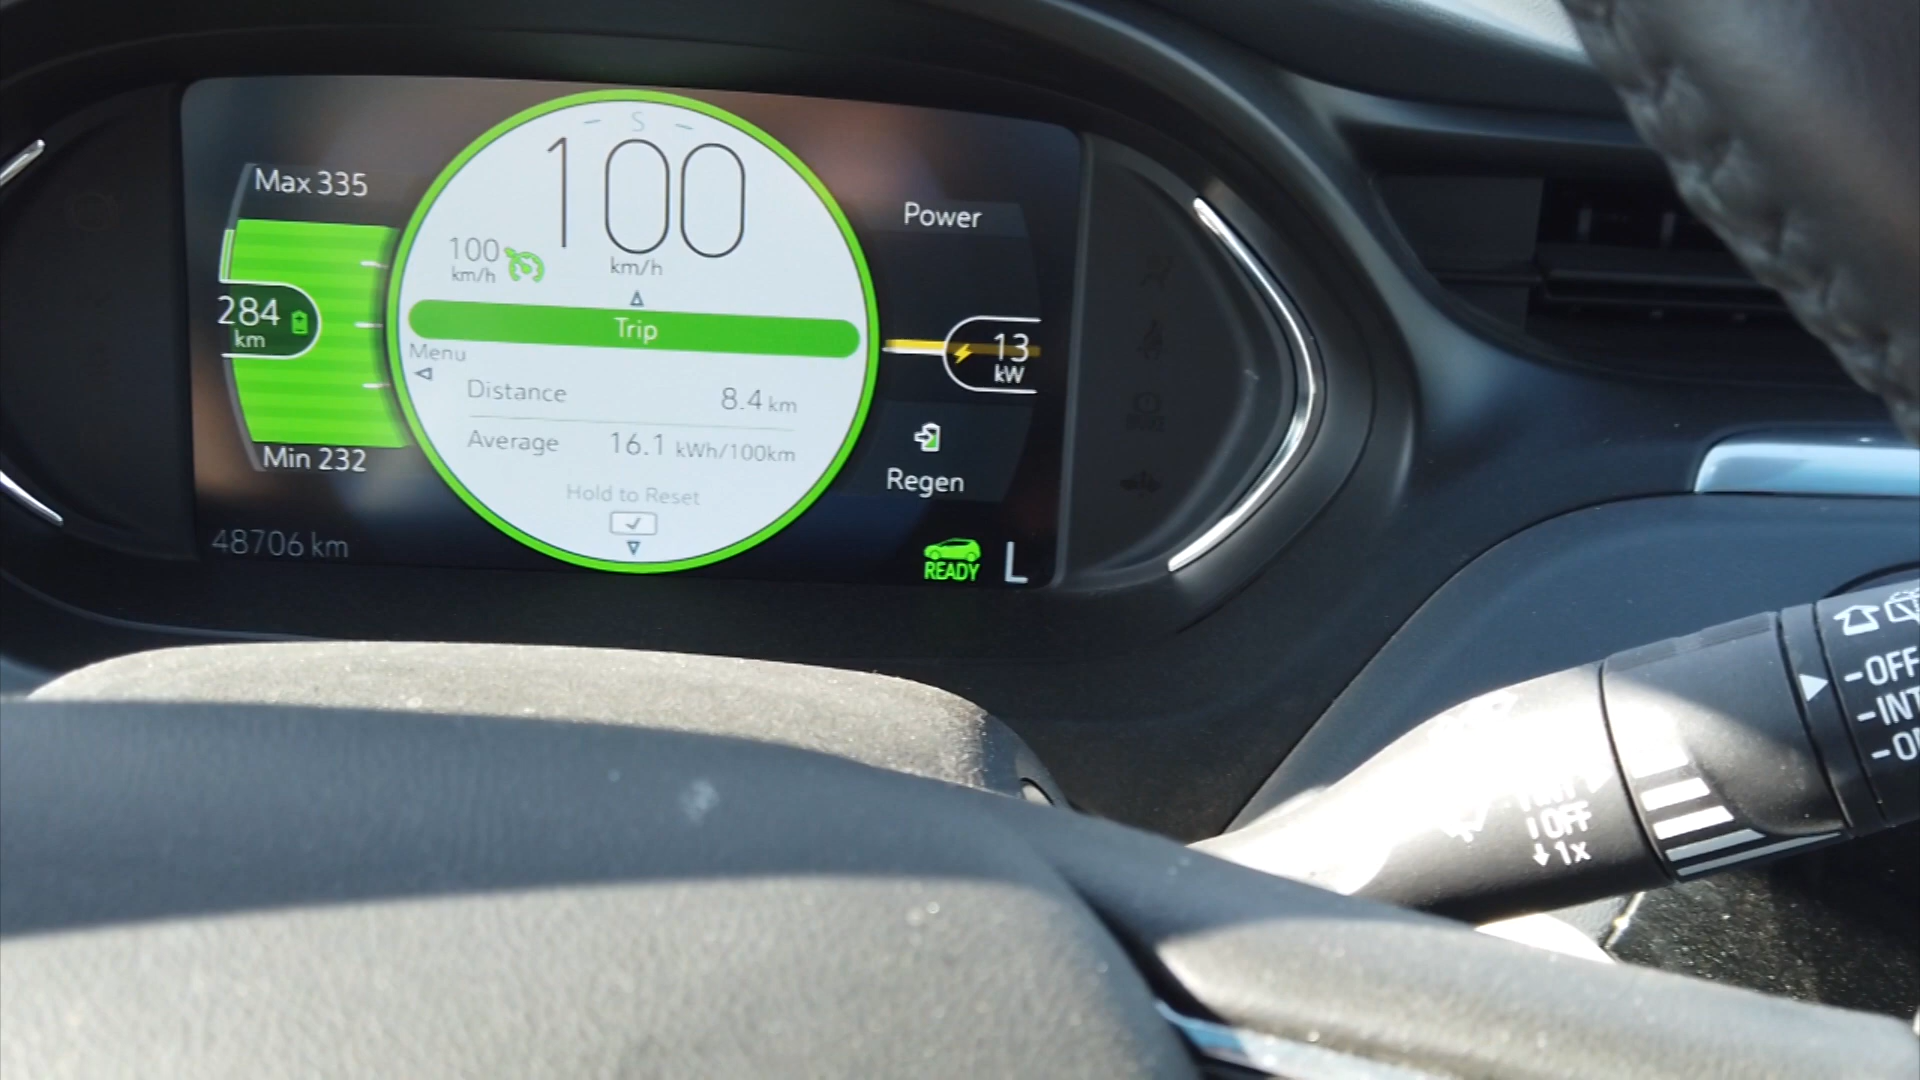 S
100
km/h
100
km/h
Max 335
284
km
Min 232
48706 km
Trip
Menu
Distance 8.4 km
Average 16.1 kWh/100km
Hold to Reset
Power
13
kW
Regen
READY L
OFF
INT
OFF
1x